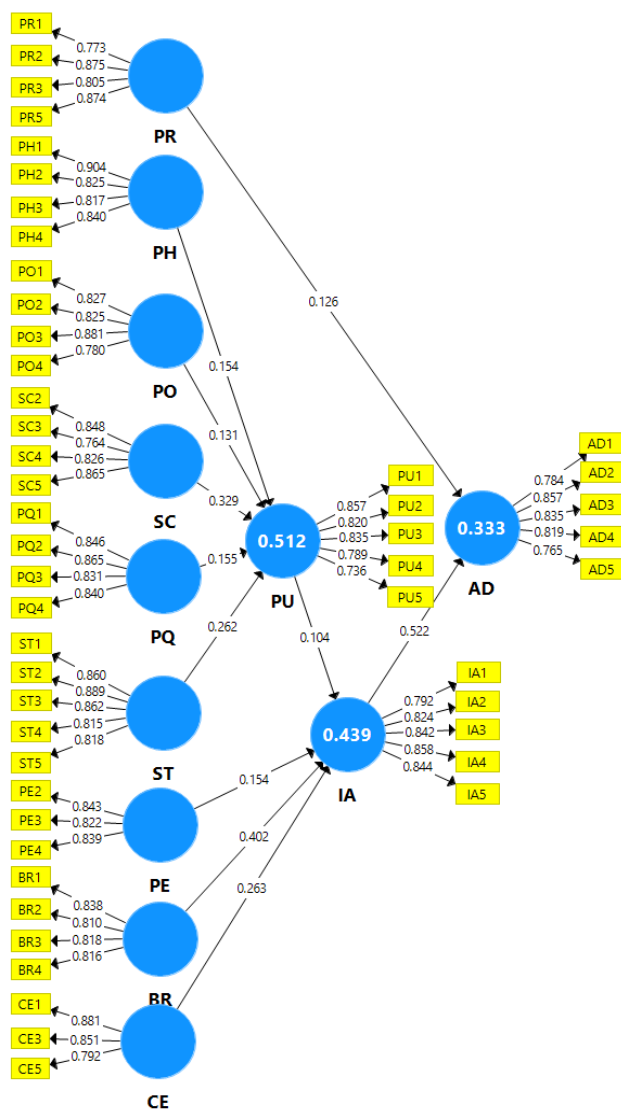 PR1
PR2
PR3
PR5
0.773
0.875
0.805
0.874
PR
PH1
PH2
PH3
PH4
0.904
0.825
0.817
0.840
PH
0.126
PO1
PO2
PO3
PO4
0.827
0.825
0.881
0.780
PO
0.154
0.131
SC2
SC3
SC4
SC5
0.848
0.764
0.826
0.865
SC
0.329
PQ1
PQ2
PQ3
PQ4
0.846
0.865
0.831
0.840
PQ
0.155
0.512
PU
0.857
0.820
0.835
0.789
0.736
PU1
PU2
PU3
PU4
PU5
0.333
AD
0.784
0.857
0.835
0.819
0.765
AD1
AD2
AD3
AD4
AD5
ST1
ST2
ST3
ST4
ST5
0.860
0.889
0.862
0.815
0.818
ST
0.262
0.104
0.522
0.439
IA
0.792
0.824
0.842
0.858
0.844
IA1
IA2
IA3
IA4
IA5
PE2
PE3
PE4
0.843
0.822
0.839
PE
0.154
BR1
BR2
BR3
BR4
0.838
0.810
0.818
0.816
BR
0.402
0.263
CE1
CE3
CE5
0.881
0.851
0.792
CE